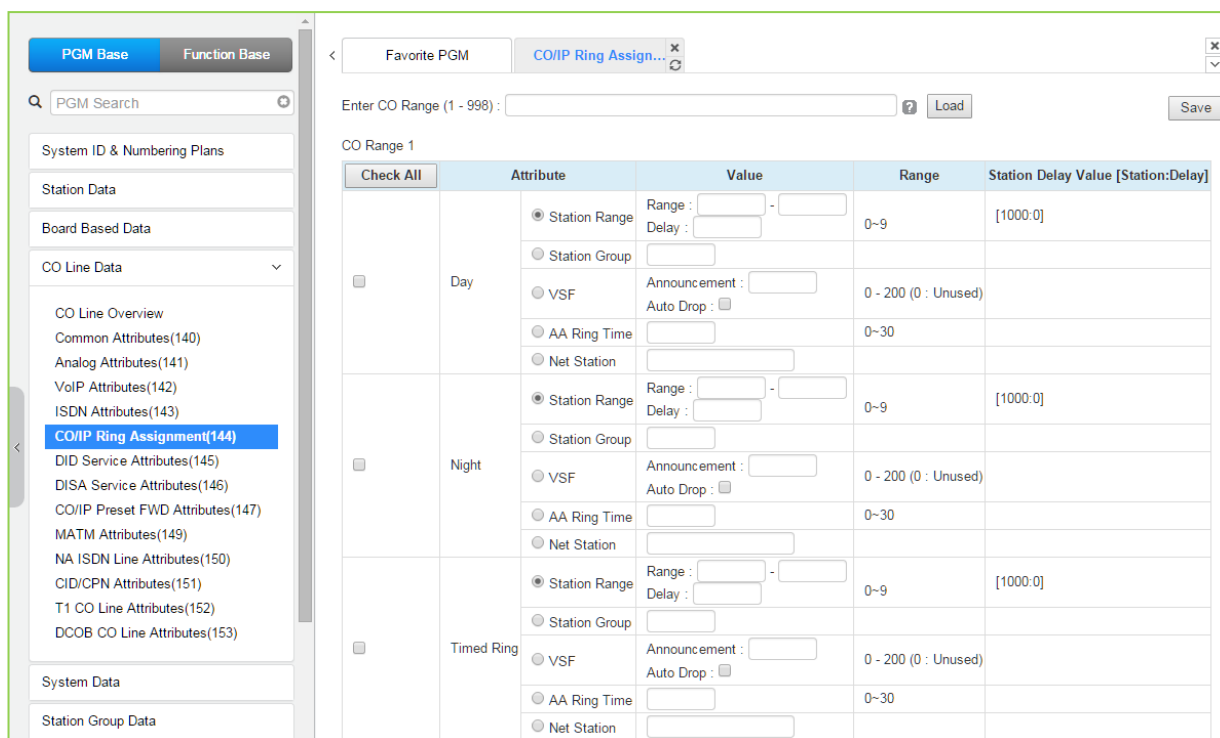 PGM Base Function Base
PGM Search
System ID & Numbering Plans
Station Data
Board Based Data
CO Line Data
CO Line Overview
Common Attributes(140)
Analog Attributes(141)
VoIP Attributes(142)
ISDN Attributes(143)
CO/IP Ring Assignment(144)
DID Service Attributes(145)
DISA Service Attributes(146)
CO/IP Preset FWD Attributes(147)
MATM Attributes(149)
NA ISDN Line Attributes(150)
CID/CPN Attributes(151)
T1 CO Line Attributes(152)
DCOB CO Line Attributes(153)
System Data
Station Group Data
Favorite PGM CO/IP Ring Assign...
Enter CO Range (1 - 998) : Load Save
CO Range 1
Check All Attribute Value Range Station Delay Value [Station:Delay]
Day
Station Range Range : - Delay : 0~9 [1000:0]
Station Group
VSF Announcement : Auto Drop : 0 - 200 (0 : Unused)
AA Ring Time 0~30
Net Station
Night
Station Range Range : - Delay : 0~9 [1000:0]
Station Group
VSF Announcement : Auto Drop : 0 - 200 (0 : Unused)
AA Ring Time 0~30
Net Station
Timed Ring
Station Range Range : - Delay : 0~9 [1000:0]
Station Group
VSF Announcement : Auto Drop : 0 - 200 (0 : Unused)
AA Ring Time 0~30
Net Station